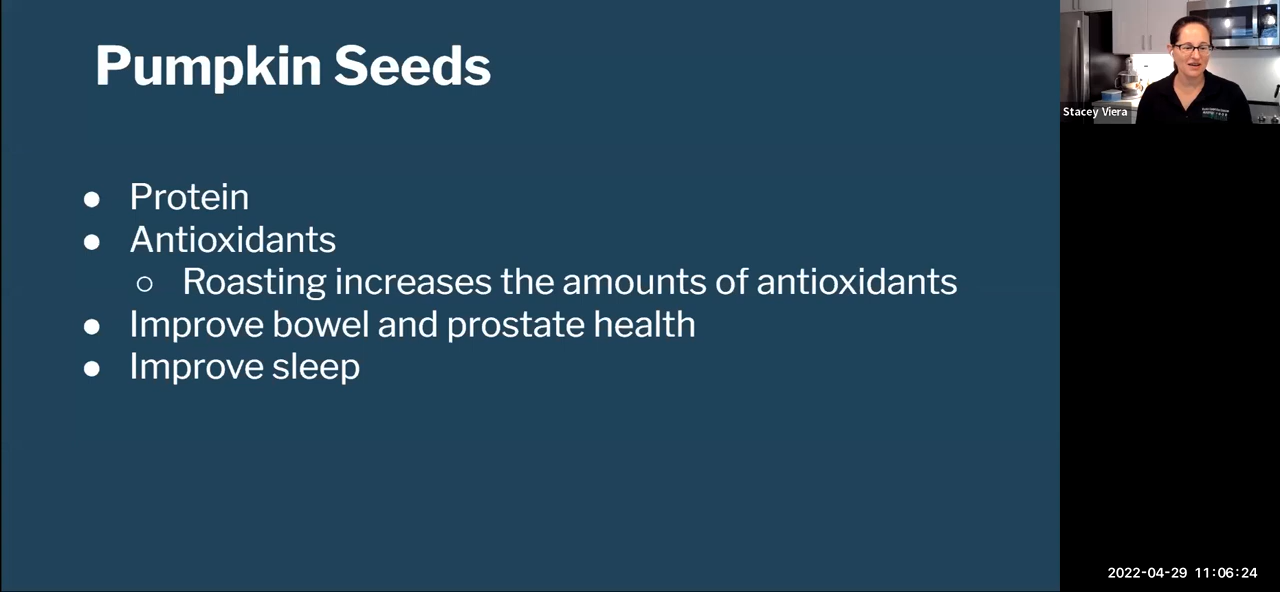 Pumpkin Seeds
● Protein
● Antioxidants
○ Roasting increases the amounts of antioxidants
● Improve bowel and prostate health
● Improve sleep
Stacey Viera
2022-04-29 11:06:24